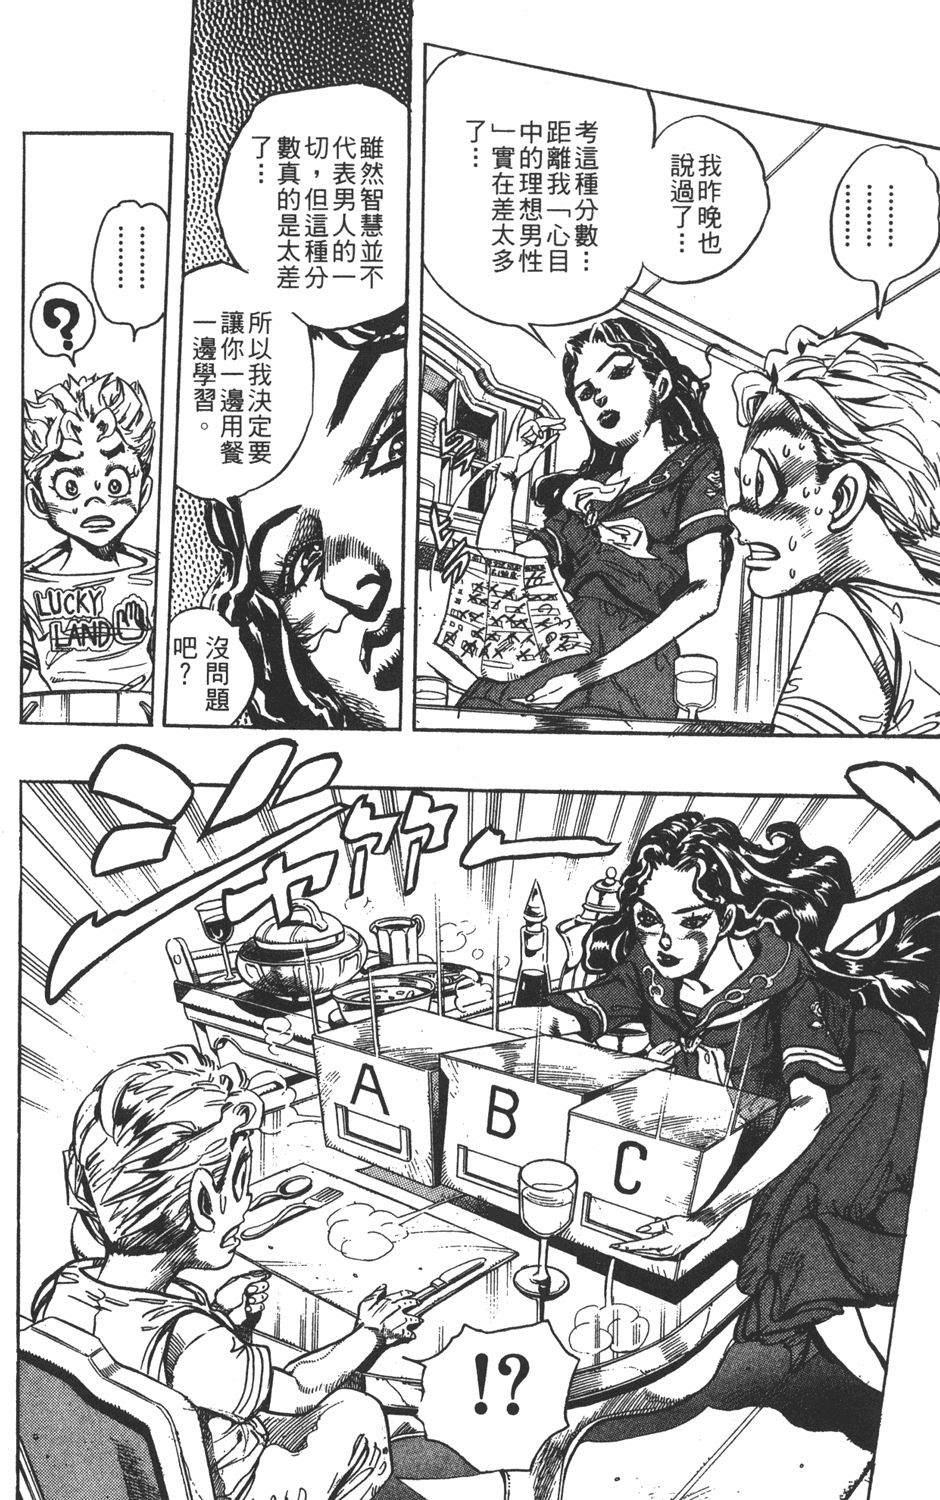 ………
………
我昨晚也
說過了…
考這種分數…
距離我「心目
中的理想男性
」實在差太多
了…
雖然智慧並不
代表男人的一
切，但這種分
數真的是太差
了…
所以我決定要
讓你一邊用餐
一邊學習。
沒問題
吧？
………
………
？
LUCKY
LAND
A
B
C
!?